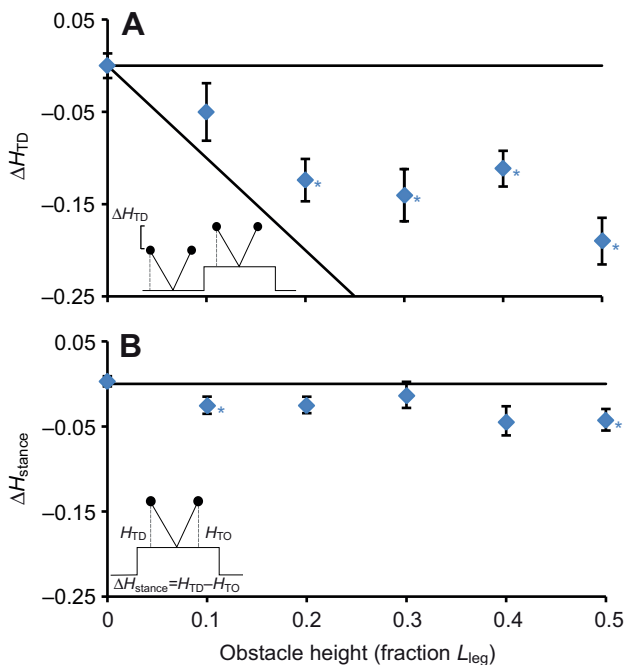 A
0.05
0
–0.05
–0.15
–0.25
ΔH_TD
*
*
*
*
ΔH_TD
B
0.05
0
–0.05
–0.15
–0.25
ΔH_stance
*
*
H_TD
H_TO
ΔH_stance=H_TD–H_TO
0 0.1 0.2 0.3 0.4 0.5
Obstacle height (fraction L_leg)